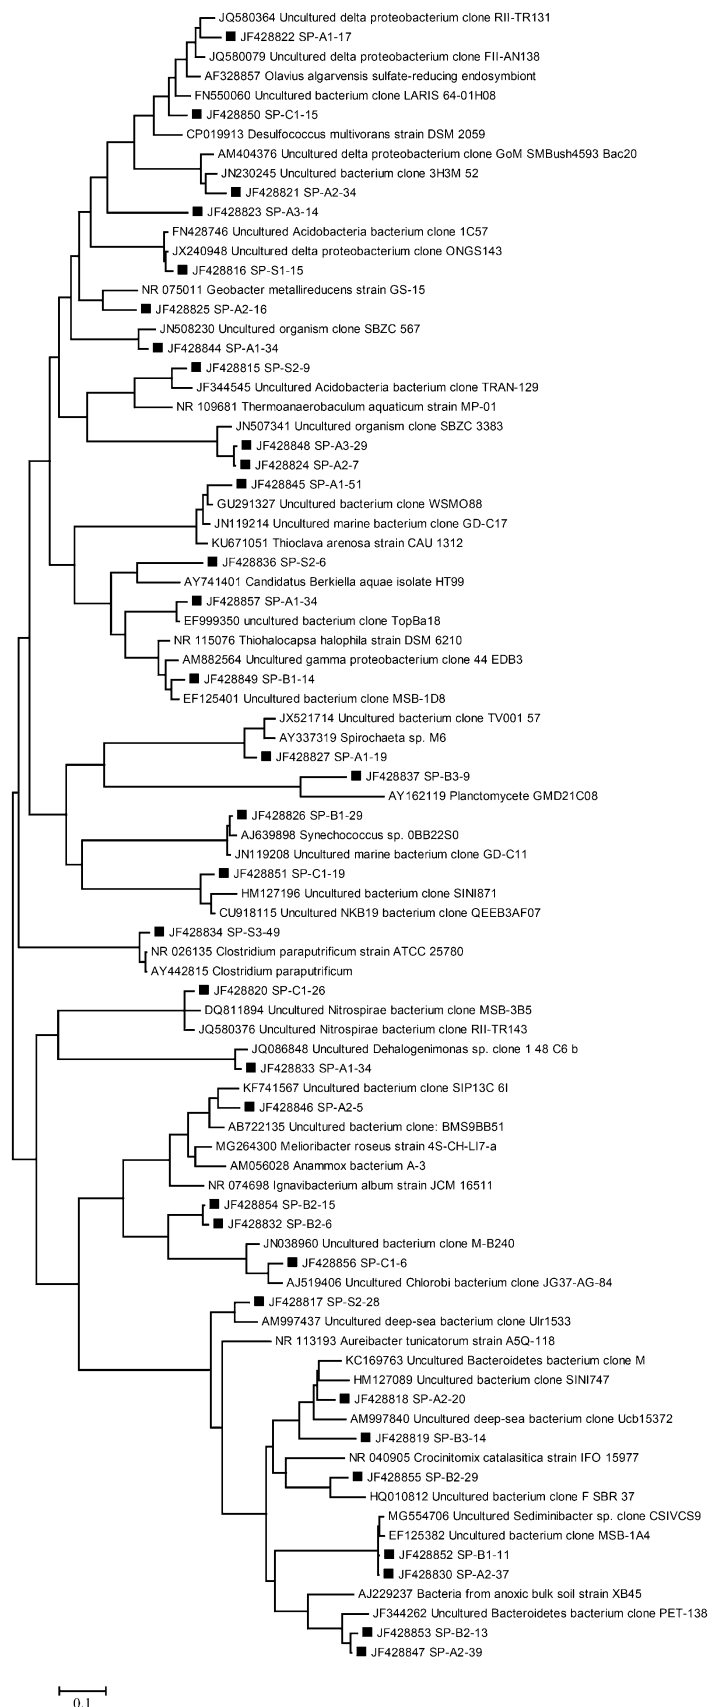 JQ580364 Uncultured delta proteobacterium clone RII-TR131
JF428822 SP-A1-17
JQ580079 Uncultured delta proteobacterium clone FII-AN138
AF328857 Olavius algarvensis sulfate-reducing endosymbiont
FN550060 Uncultured bacterium clone LARIS 64-01H08
JF428850 SP-C1-15
CP019913 Desulfococcus multivorans strain DSM 2059
AM404376 Uncultured delta proteobacterium clone GoM SMBush4593 Bac20
JN230245 Uncultured bacterium clone 3H3M 52
JF428821 SP-A2-34
JF428823 SP-A3-14
FN428746 Uncultured Acidobacteria bacterium clone 1C57
JX240948 Uncultured delta proteobacterium clone ONGS143
JF428816 SP-S1-15
NR 075011 Geobacter metallireducens strain GS-15
JF428825 SP-A2-16
JN508230 Uncultured organism clone SBZC 567
JF428844 SP-A1-34
JF428815 SP-S2-9
JF344545 Uncultured Acidobacteria bacterium clone TRAN-129
NR 109681 Thermoanaerobaculum aquaticum strain MP-01
JN507341 Uncultured organism clone SBZC 3383
JF428848 SP-A3-29
JF428824 SP-A2-7
JF428845 SP-A1-51
GU291327 Uncultured bacterium clone WSMO88
JN119214 Uncultured marine bacterium clone GD-C17
KU671051 Thioclava arenosa strain CAU 1312
JF428836 SP-S2-6
AY741401 Candidatus Berkiella aquae isolate HT99
JF428857 SP-A1-34
EF999350 uncultured bacterium clone TopBa18
NR 115076 Thiohalocapsa halophila strain DSM 6210
AM882564 Uncultured gamma proteobacterium clone 44 EDB3
JF428849 SP-B1-14
EF125401 Uncultured bacterium clone MSB-1D8
JX521714 Uncultured bacterium clone TV001 57
AY337319 Spirochaeta sp. M6
JF428827 SP-A1-19
JF428837 SP-B3-9
AY162119 Planctomycete GMD21C08
JF428826 SP-B1-29
AJ639898 Synechococcus sp. 0BB22S0
JN119208 Uncultured marine bacterium clone GD-C11
JF428851 SP-C1-19
HM127196 Uncultured bacterium clone SINI871
CU918115 Uncultured NKB19 bacterium clone QEEB3AF07
JF428834 SP-S3-49
NR 026135 Clostridium paraputrificum strain ATCC 25780
AY442815 Clostridium paraputrificum
JF428820 SP-C1-26
DQ811894 Uncultured Nitrospirae bacterium clone MSB-3B5
JQ580376 Uncultured Nitrospirae bacterium clone RII-TR143
JQ086848 Uncultured Dehalogenimonas sp. clone 1 48 C6 b
JF428833 SP-A1-34
KF741567 Uncultured bacterium clone SIP13C 6I
JF428846 SP-A2-5
AB722135 Uncultured bacterium clone: BMS9BB51
MG264300 Melioribacter roseus strain 4S-CH-LI7-a
AM056028 Anammox bacterium A-3
NR 074698 Ignavibacterium album strain JCM 16511
JF428854 SP-B2-15
JF428832 SP-B2-6
JN038960 Uncultured bacterium clone M-B240
JF428856 SP-C1-6
AJ519406 Uncultured Chlorobi bacterium clone JG37-AG-84
JF428817 SP-S2-28
AM997437 Uncultured deep-sea bacterium clone Ulr1533
NR 113193 Aureibacter tunicatorum strain A5Q-118
KC169763 Uncultured Bacteroidetes bacterium clone M
HM127089 Uncultured bacterium clone SINI747
JF428818 SP-A2-20
AM997840 Uncultured deep-sea bacterium clone Ucb15372
JF428819 SP-B3-14
NR 040905 Crocinitomix catalasitica strain IFO 15977
JF428855 SP-B2-29
HQ010812 Uncultured bacterium clone F SBR 37
MG554706 Uncultured Sediminibacter sp. clone CSIVCS9
EF125382 Uncultured bacterium clone MSB-1A4
JF428852 SP-B1-11
JF428830 SP-A2-37
AJ229237 Bacteria from anoxic bulk soil strain XB45
JF344262 Uncultured Bacteroidetes bacterium clone PET-138
JF428853 SP-B2-13
JF428847 SP-A2-39
0.1